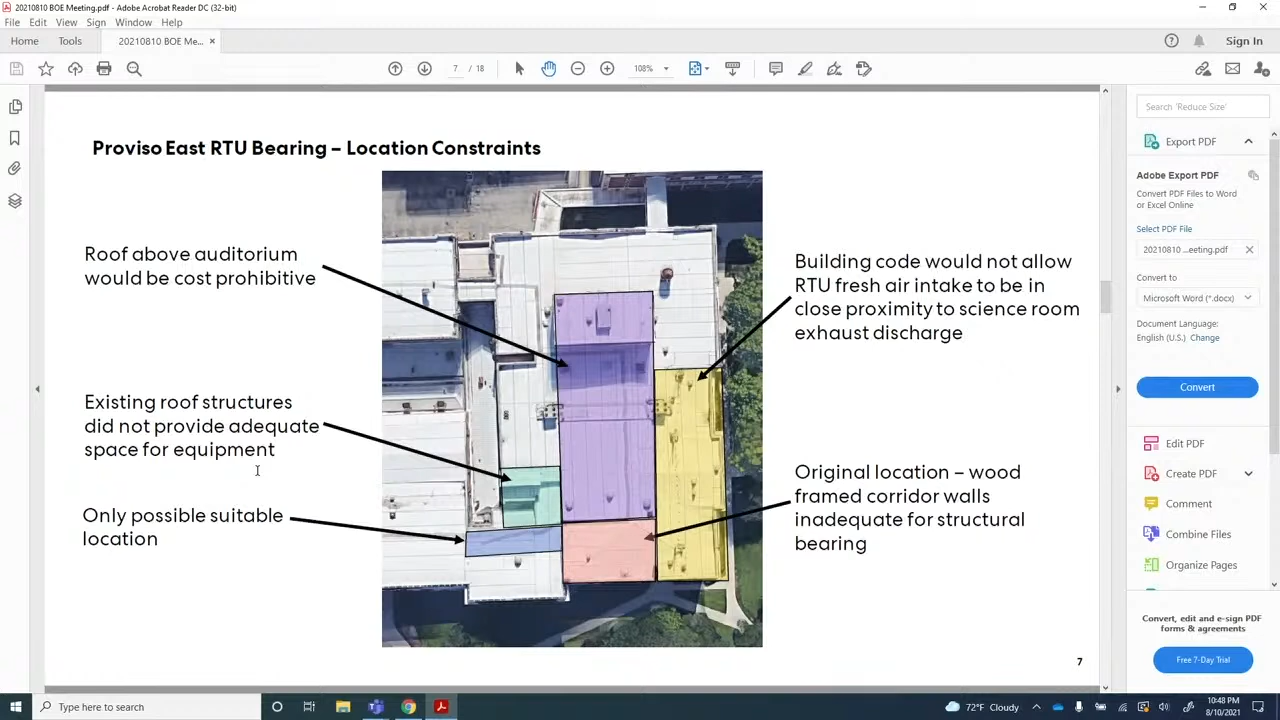 20210810 BOE Meeting.pdf - Adobe Acrobat Reader DC (32-bit)
File Edit View Sign Window Help
Home Tools 20210810 BOE Me... × Sign In
7 / 18 108%
Proviso East RTU Bearing – Location Constraints
Roof above auditorium
would be cost prohibitive
Existing roof structures
did not provide adequate
space for equipment
Only possible suitable
location
Building code would not allow
RTU fresh air intake to be in
close proximity to science room
exhaust discharge
Original location – wood
framed corridor walls
inadequate for structural
bearing
7
Search 'Reduce Size'
Export PDF
Adobe Export PDF
Convert PDF Files to Word
or Excel Online
Select PDF File
20210810 ...eeting.pdf
Convert to
Microsoft Word (*.docx)
Document Language:
English (U.S.) Change
Convert
Edit PDF
Create PDF
Comment
Combine Files
Organize Pages
Convert, edit and e-sign PDF
forms & agreements
Free 7-Day Trial
Type here to search
72°F Cloudy
10:48 PM
8/10/2021